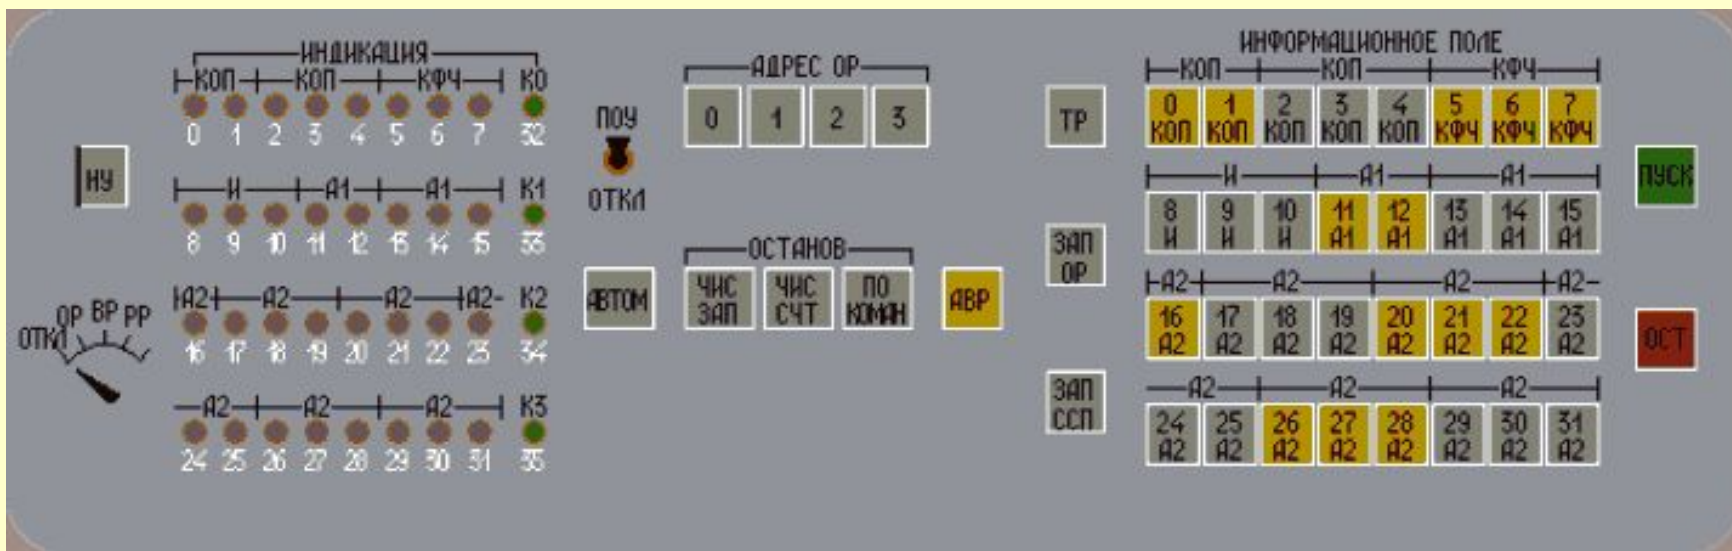 ИНДИКАЦИЯ
КОП КОП КФЧ К0
0 1 2 3 4 5 6 7 32
И А1 А1 К1
8 9 10 11 12 13 14 15 33
А2 А2 А2 А2 К2
16 17 18 19 20 21 22 23 34
А2 А2 А2 К3
24 25 26 27 28 29 30 31 35
НУ
ОТКЛ ОР ВР РР
ПОУ
ОТКЛ
АДРЕС ОР
0 1 2 3
АВТОМ
ОСТАНОВ
ЧИС ЧИС ПО
ЗАП СЧТ КОМАН
АВР
ТР
ЗАП
ОР
ЗАП
ССП
ИНФОРМАЦИОННОЕ ПОЛЕ
КОП КОП КФЧ
0 1 2 3 4 5 6 7
КОП КОП КОП КОП КОП КФЧ КФЧ КФЧ
И А1 А1
8 9 10 11 12 13 14 15
И И И А1 А1 А1 А1 А1
А2 А2 А2 А2
16 17 18 19 20 21 22 23
А2 А2 А2 А2 А2 А2 А2 А2
А2 А2 А2
24 25 26 27 28 29 30 31
А2 А2 А2 А2 А2 А2 А2 А2
ПУСК
ОСТ